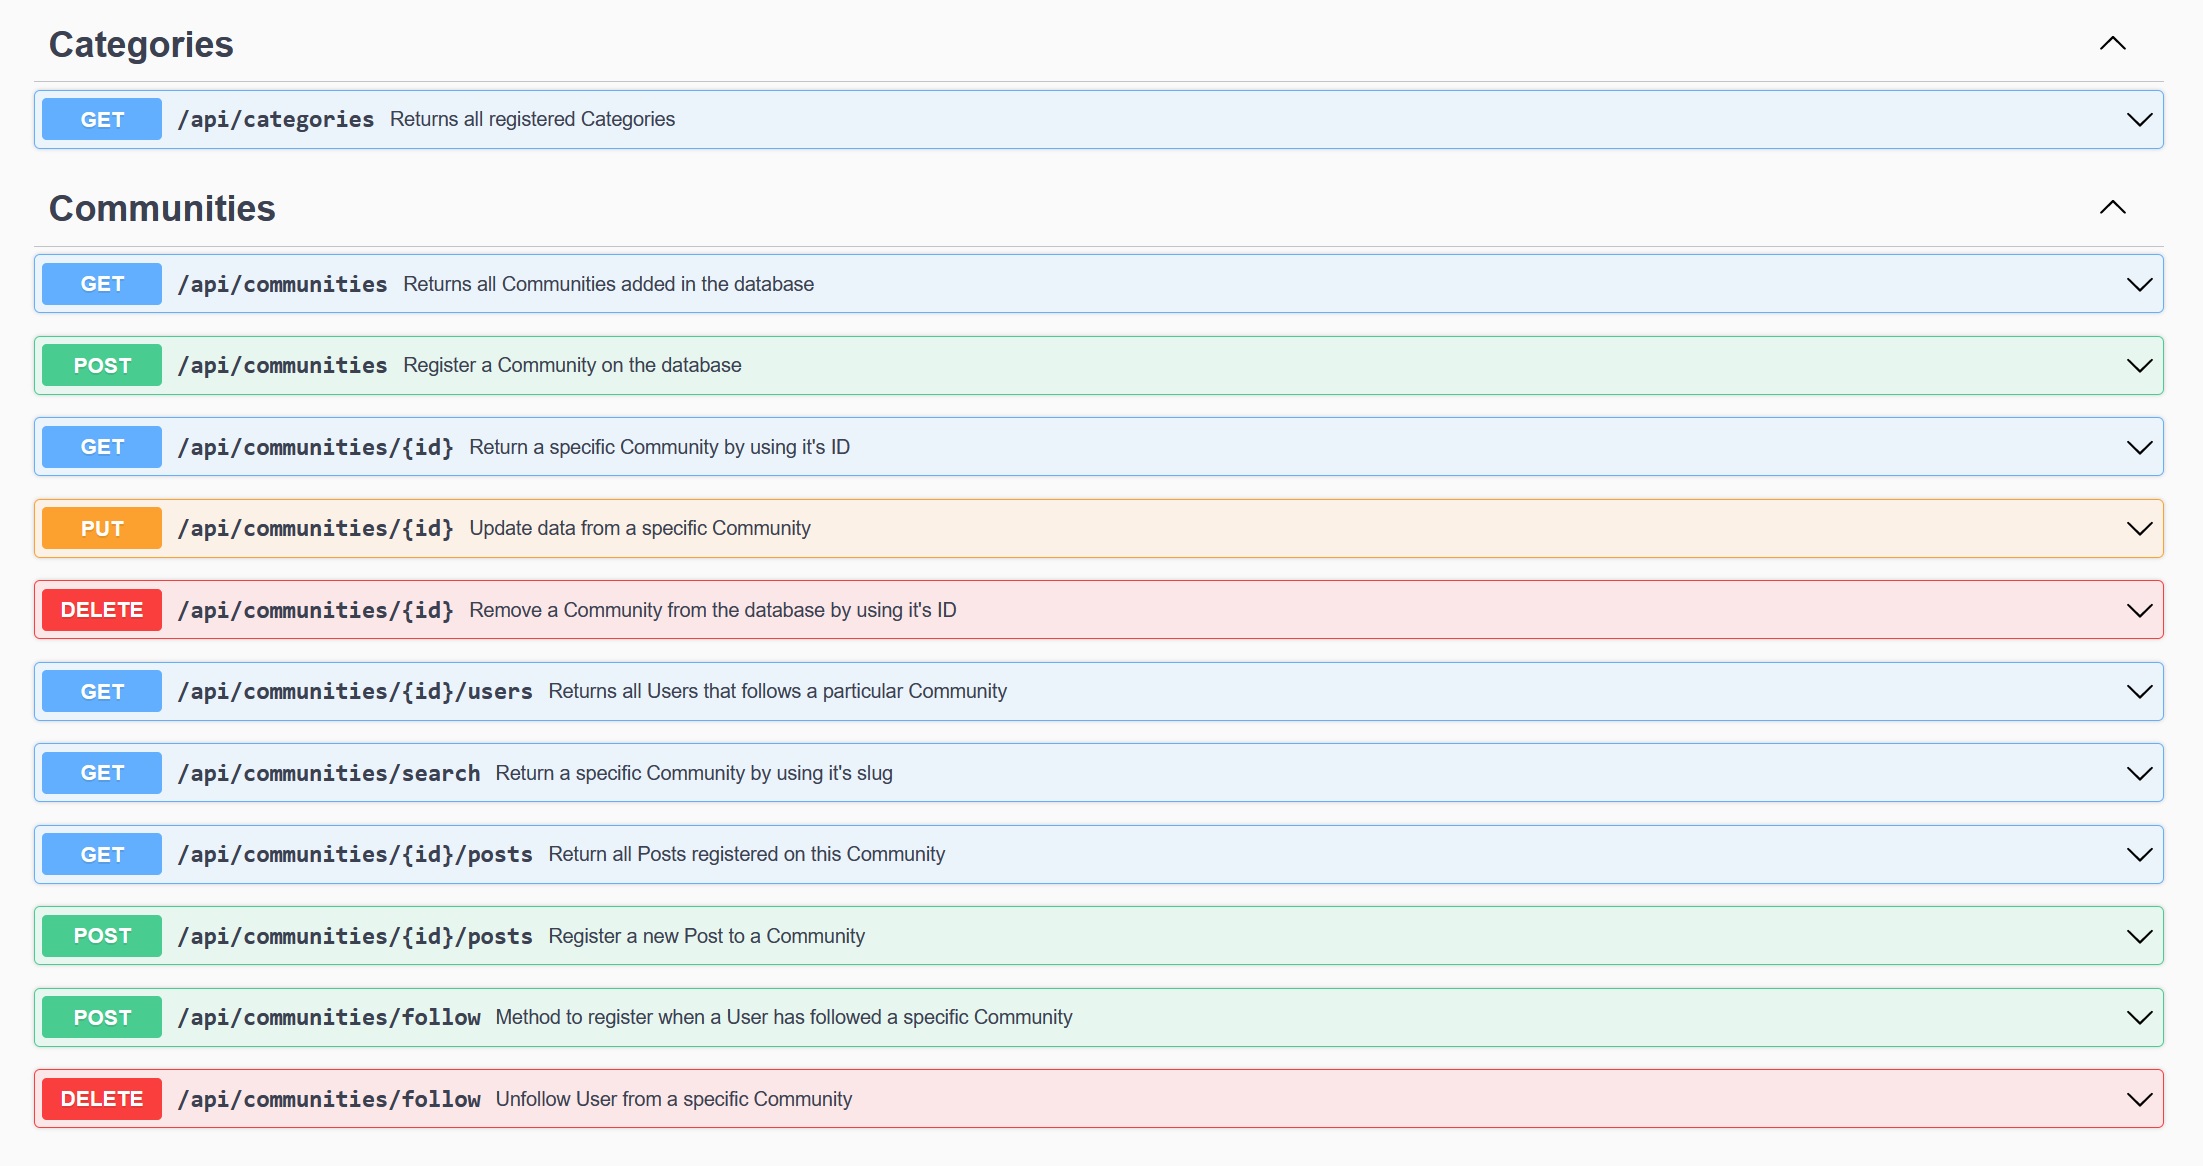 Categories
GET /api/categories Returns all registered Categories
Communities
GET /api/communities Returns all Communities added in the database
POST /api/communities Register a Community on the database
GET /api/communities/{id} Return a specific Community by using it's ID
PUT /api/communities/{id} Update data from a specific Community
DELETE /api/communities/{id} Remove a Community from the database by using it's ID
GET /api/communities/{id}/users Returns all Users that follows a particular Community
GET /api/communities/search Return a specific Community by using it's slug
GET /api/communities/{id}/posts Return all Posts registered on this Community
POST /api/communities/{id}/posts Register a new Post to a Community
POST /api/communities/follow Method to register when a User has followed a specific Community
DELETE /api/communities/follow Unfollow User from a specific Community